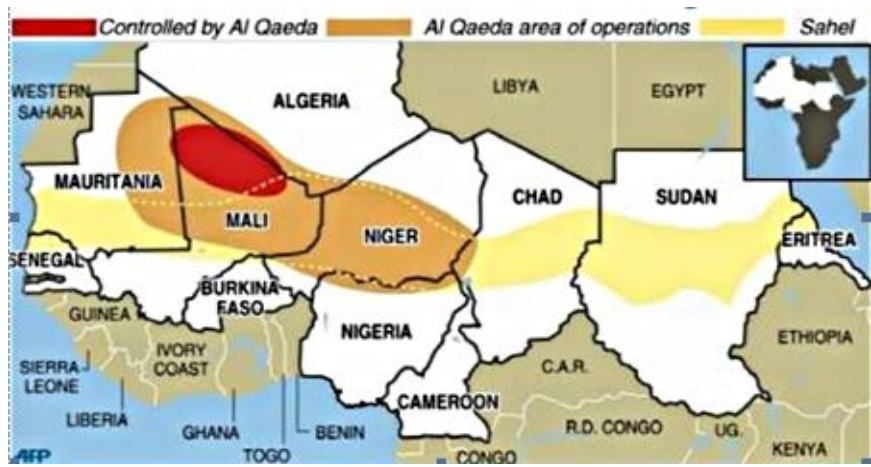 Controlled by Al Qaeda Al Qaeda area of operations Sahel
WESTERN
SAHARA
ALGERIA
LIBYA
EGYPT
MAURITANIA
MALI
NIGER
CHAD
SUDAN
ERITREA
SENEGAL
BURKINA
FASO
GUINEA
NIGERIA
ETHIOPIA
SIERRA
LEONE
IVORY
COAST
C.A.R.
CAMEROON
LIBERIA
GHANA
BENIN
R.D. CONGO
UG.
TOGO
CONGO
KENYA
AFP